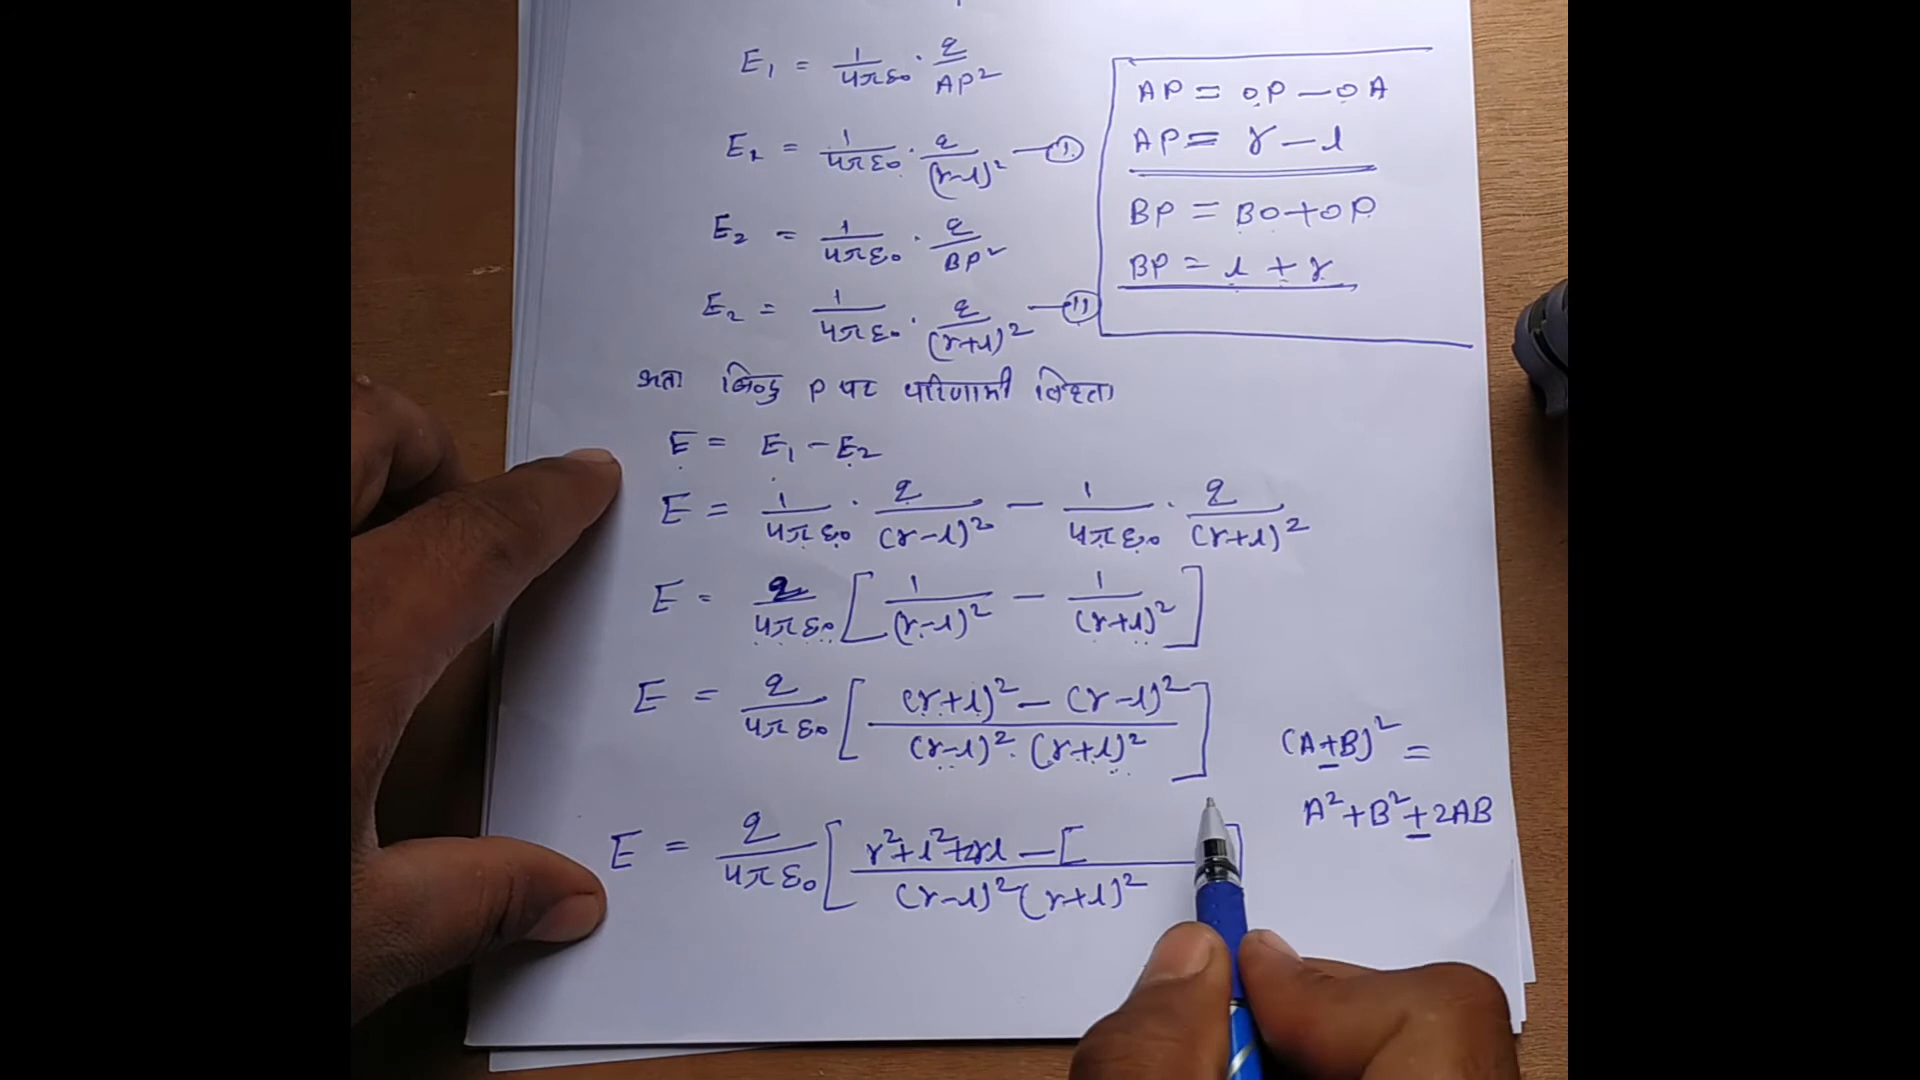 E₁ = 1/4πε₀ · q/AP²
E₁ = 1/4πε₀ · q/(r-l)² —①
E₂ = 1/4πε₀ · q/BP²
E₂ = 1/4πε₀ · q/(r+l)² —⑪
AP = OP — OA
AP = r - l
BP = BO + OP
BP = l + r
अतः बिन्दु P पर परिणामी
E = E₁ - E₂
E = 1/4πε₀ · q/(r-l)² - 1/4πε₀ · q/(r+l)²
E = q/4πε₀ [1/(r-l)² - 1/(r+l)²]
E = q/4πε₀ [(r+l)² - (r-l)²/(r-l)² · (r+l)²]
(A+B)² =
A²+B²+2AB
E = q/4πε₀ [r²+l²+2rl - [ /(r-l)²(r+l)²]